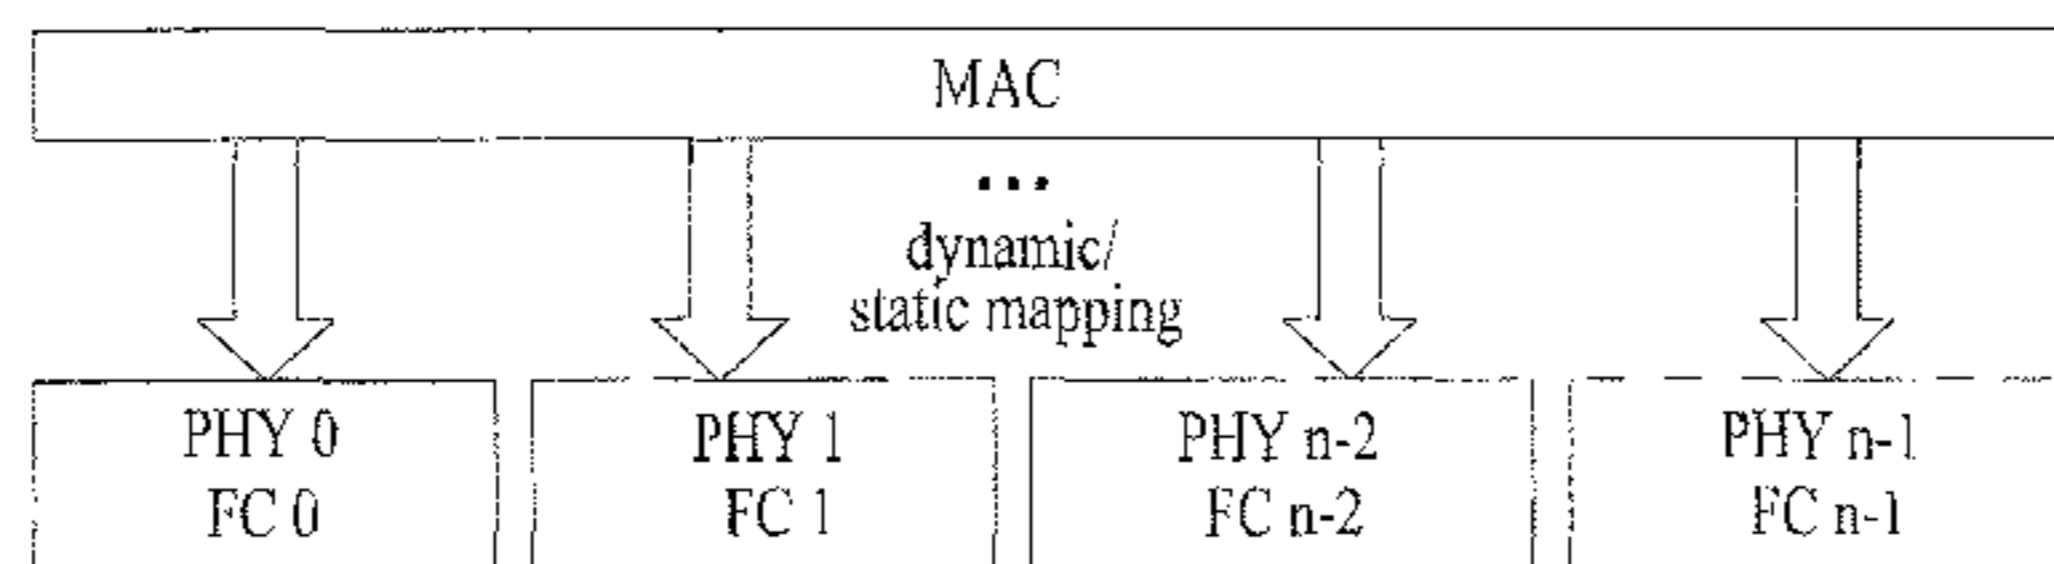 MAC
...
dynamic/
static mapping
PHY 0
FC 0
PHY 1
FC 1
PHY n-2
FC n-2
PHY n-1
FC n-1